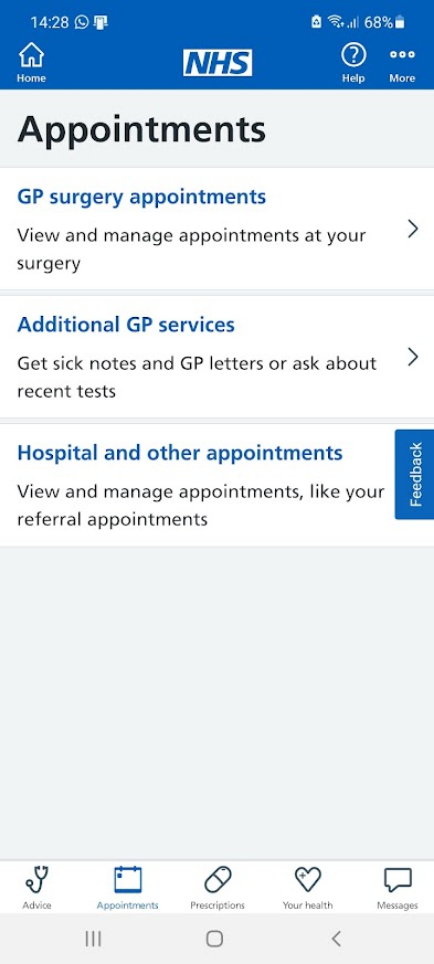 14:28 68%
NHS
Home Help More
Appointments
GP surgery appointments
View and manage appointments at your
surgery
Additional GP services
Get sick notes and GP letters or ask about
recent tests
Hospital and other appointments
View and manage appointments, like your
referral appointments
Feedback
Advice Appointments Prescriptions Your health Messages